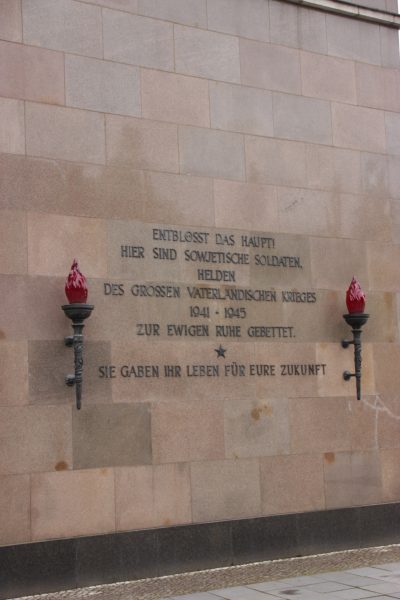 ENTBLÖSST DAS HAUPT!
HIER SIND SOWJETISCHE SOLDATEN,
HELDEN
DES GROSSEN VATERLÄNDISCHEN KRIEGES
1941 - 1945
ZUR EWIGEN RUHE GEBETTET.
SIE GABEN IHR LEBEN FÜR EURE ZUKUNFT